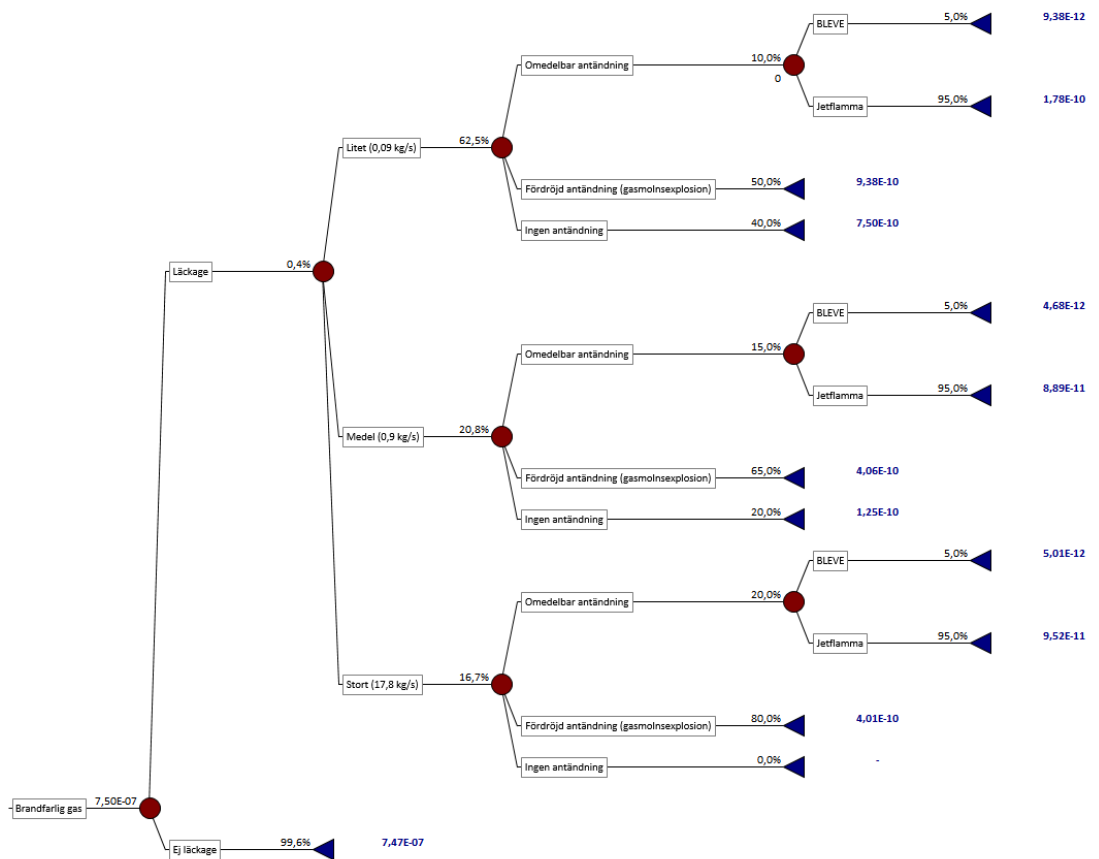 BLEVE 5,0% 9,38E-12
Omedelbar antändning 10,0%
0
Jetflamma 95,0% 1,78E-10
Litet (0,09 kg/s) 62,5%
Fördröjd antändning (gasmolnsexplosion) 50,0% 9,38E-10
Ingen antändning 40,0% 7,50E-10
Läckage 0,4%
BLEVE 5,0% 4,68E-12
Omedelbar antändning 15,0%
Jetflamma 95,0% 8,89E-11
Medel (0,9 kg/s) 20,8%
Fördröjd antändning (gasmolnsexplosion) 65,0% 4,06E-10
Ingen antändning 20,0% 1,25E-10
BLEVE 5,0% 5,01E-12
Omedelbar antändning 20,0%
Jetflamma 95,0% 9,52E-11
Stort (17,8 kg/s) 16,7%
Fördröjd antändning (gasmolnsexplosion) 80,0% 4,01E-10
Ingen antändning 0,0% -
Brandfarlig gas 7,50E-07
Ej läckage 99,6% 7,47E-07